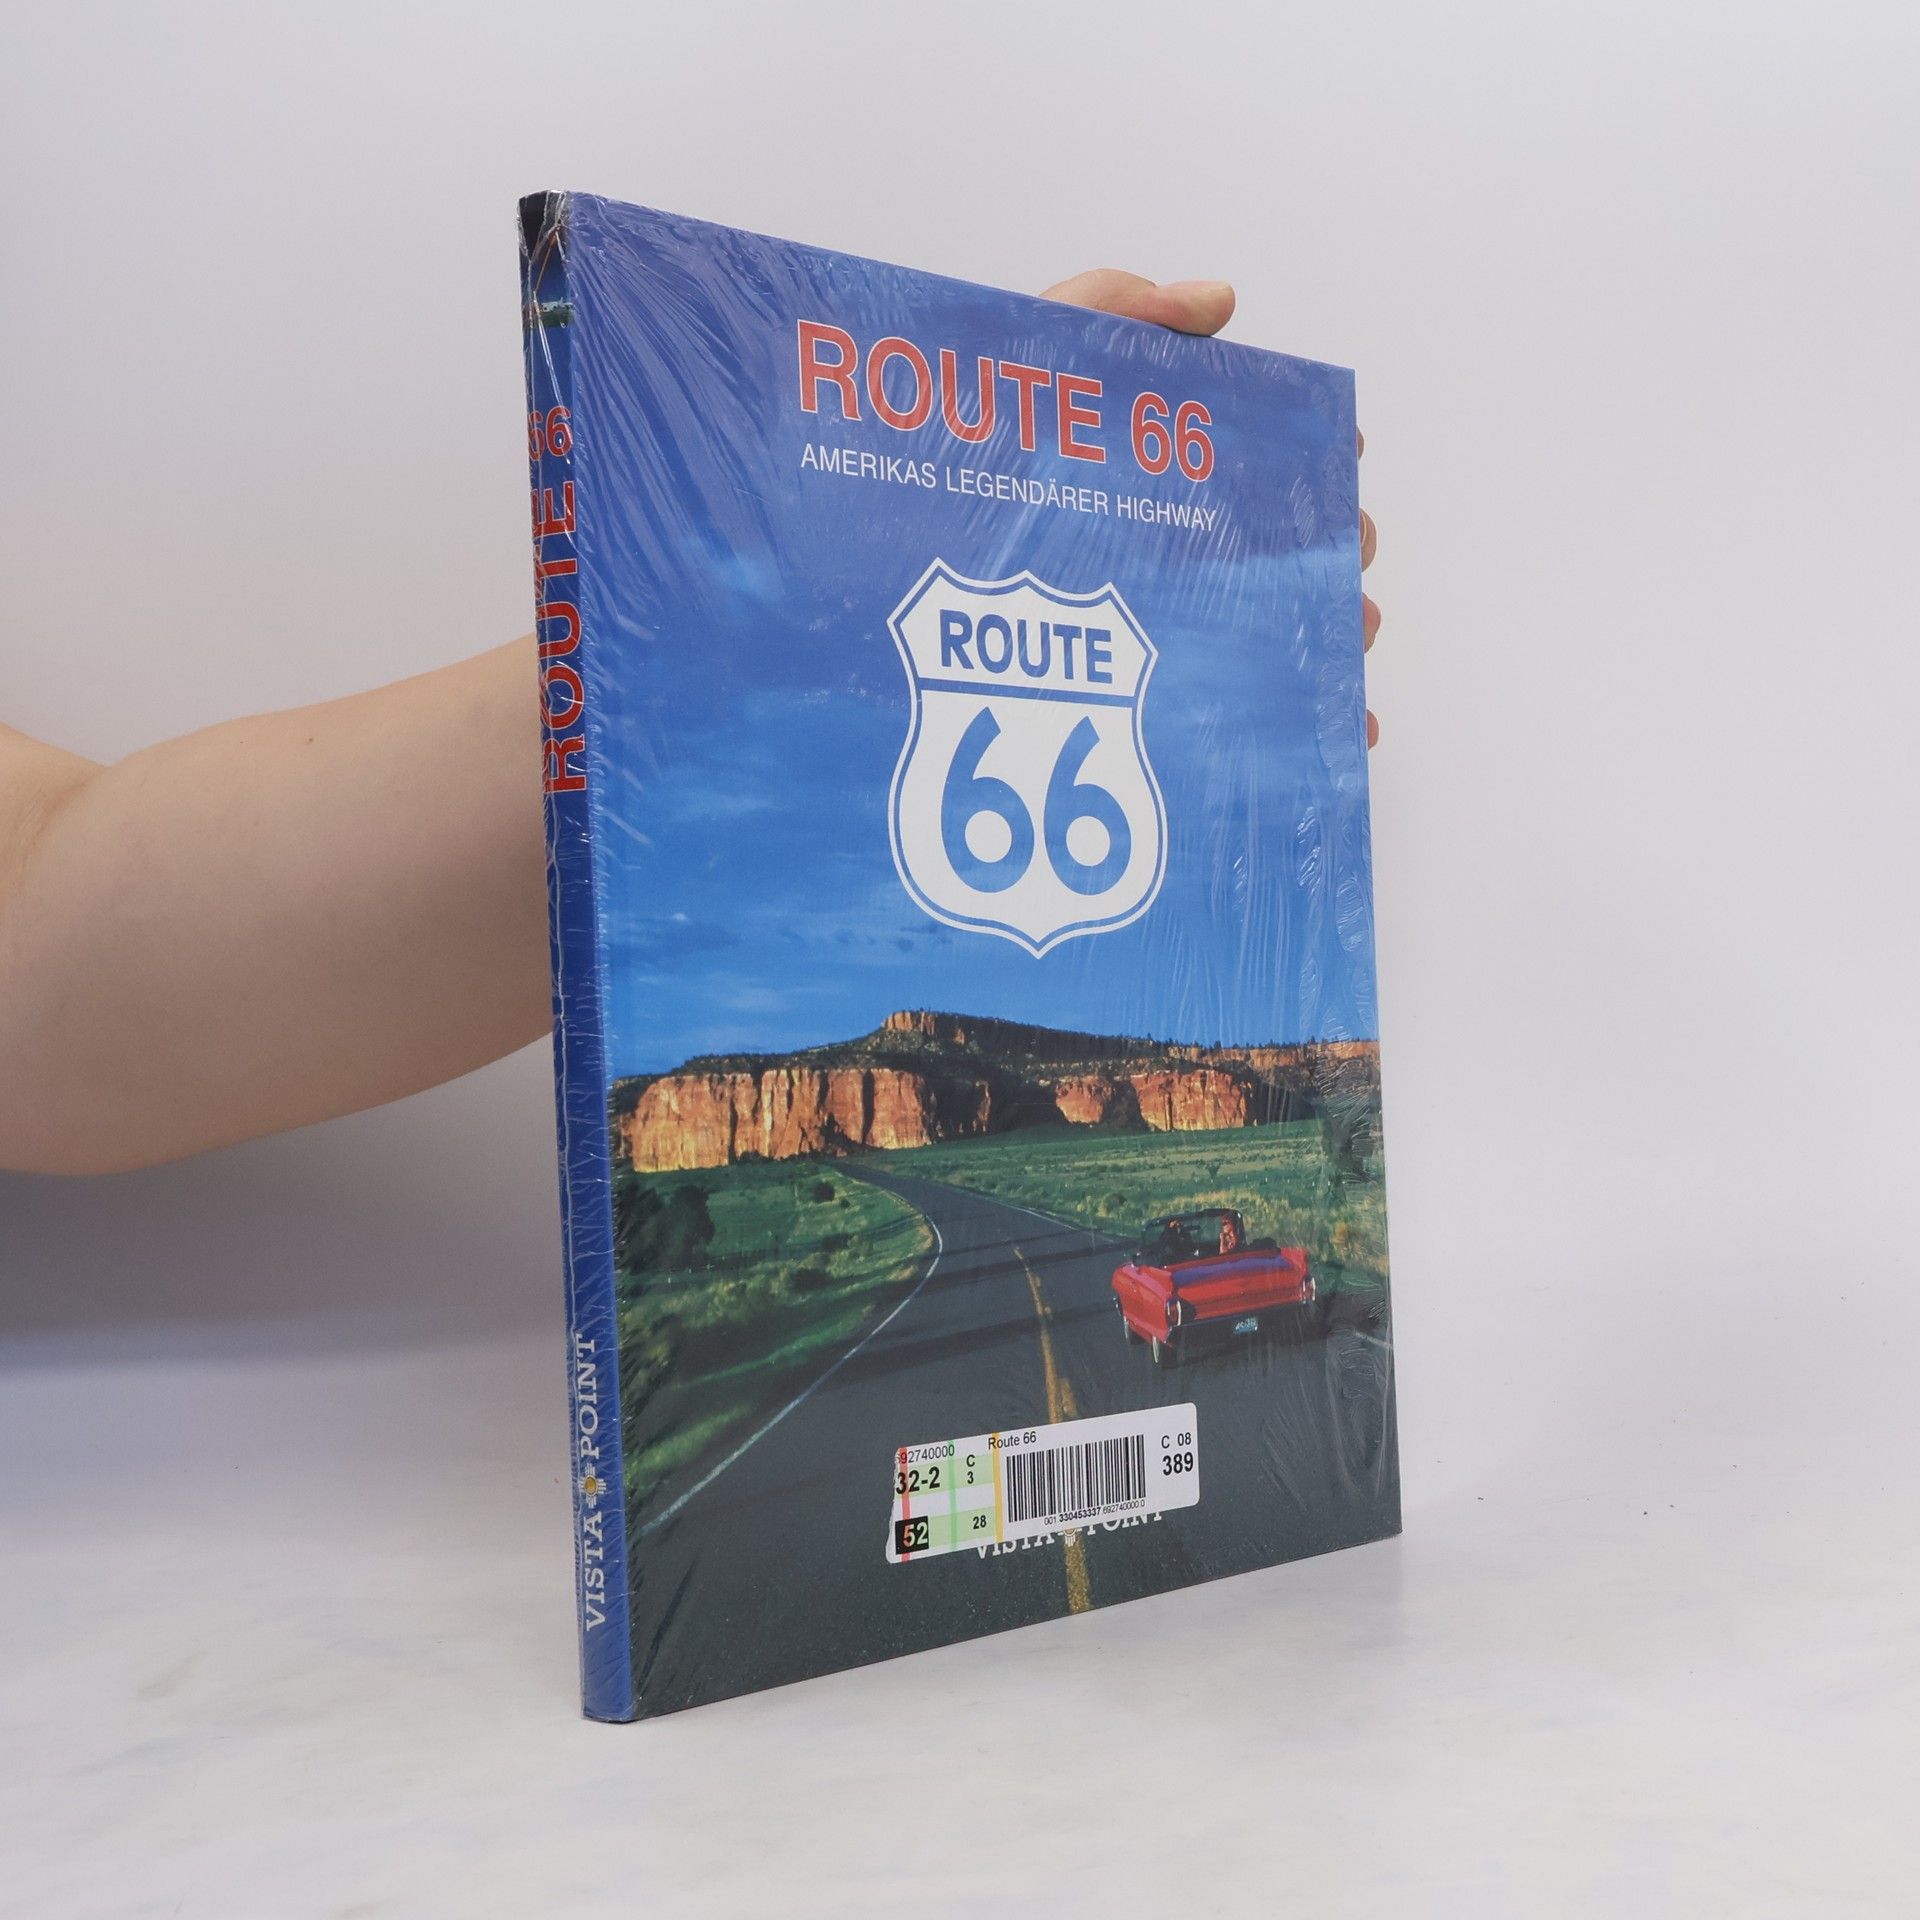 ROUTE 66
AMERIKAS LEGENDÄRER HIGHWAY
ROUTE
66
ROUTE 66
VISTA POINT
692740000
Route 66
C 08
32-2
C
3
389
52
28
001 330453337 692740000.0
VISTA POINT